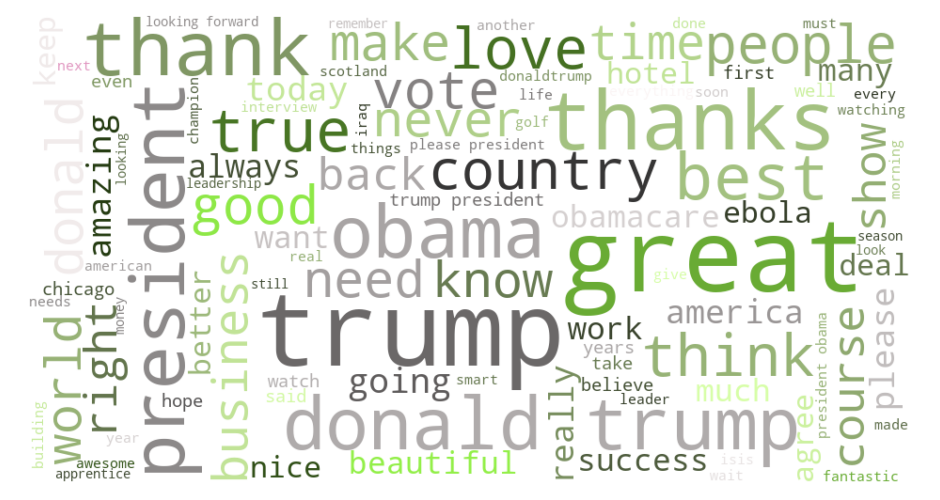 looking forward
remember
another
done
must
keep
thank
make
love
time
people
next
even
scotland
donaldtrump
hotel
first
many
today
champion
vote
life
everything
soon
well
every
interview
iraq
never
golf
thanks
watching
donald
amazing
looking
president
true
things
please president
show
morning
always
leadership
back
country
best
good
trump president
obama
obamacare
ebola
want
season
look
real
american
need
know
great
deal
give
still
chicago
needs
money
world
right
better
business
trump
work
america
please
years
think
course
president obama
going
smart
take
watch
said
believe
much
hope
leader
really
donald trump
agree
made
building
year
nice
beautiful
success
isis
wait
awesome
apprentice
fantastic